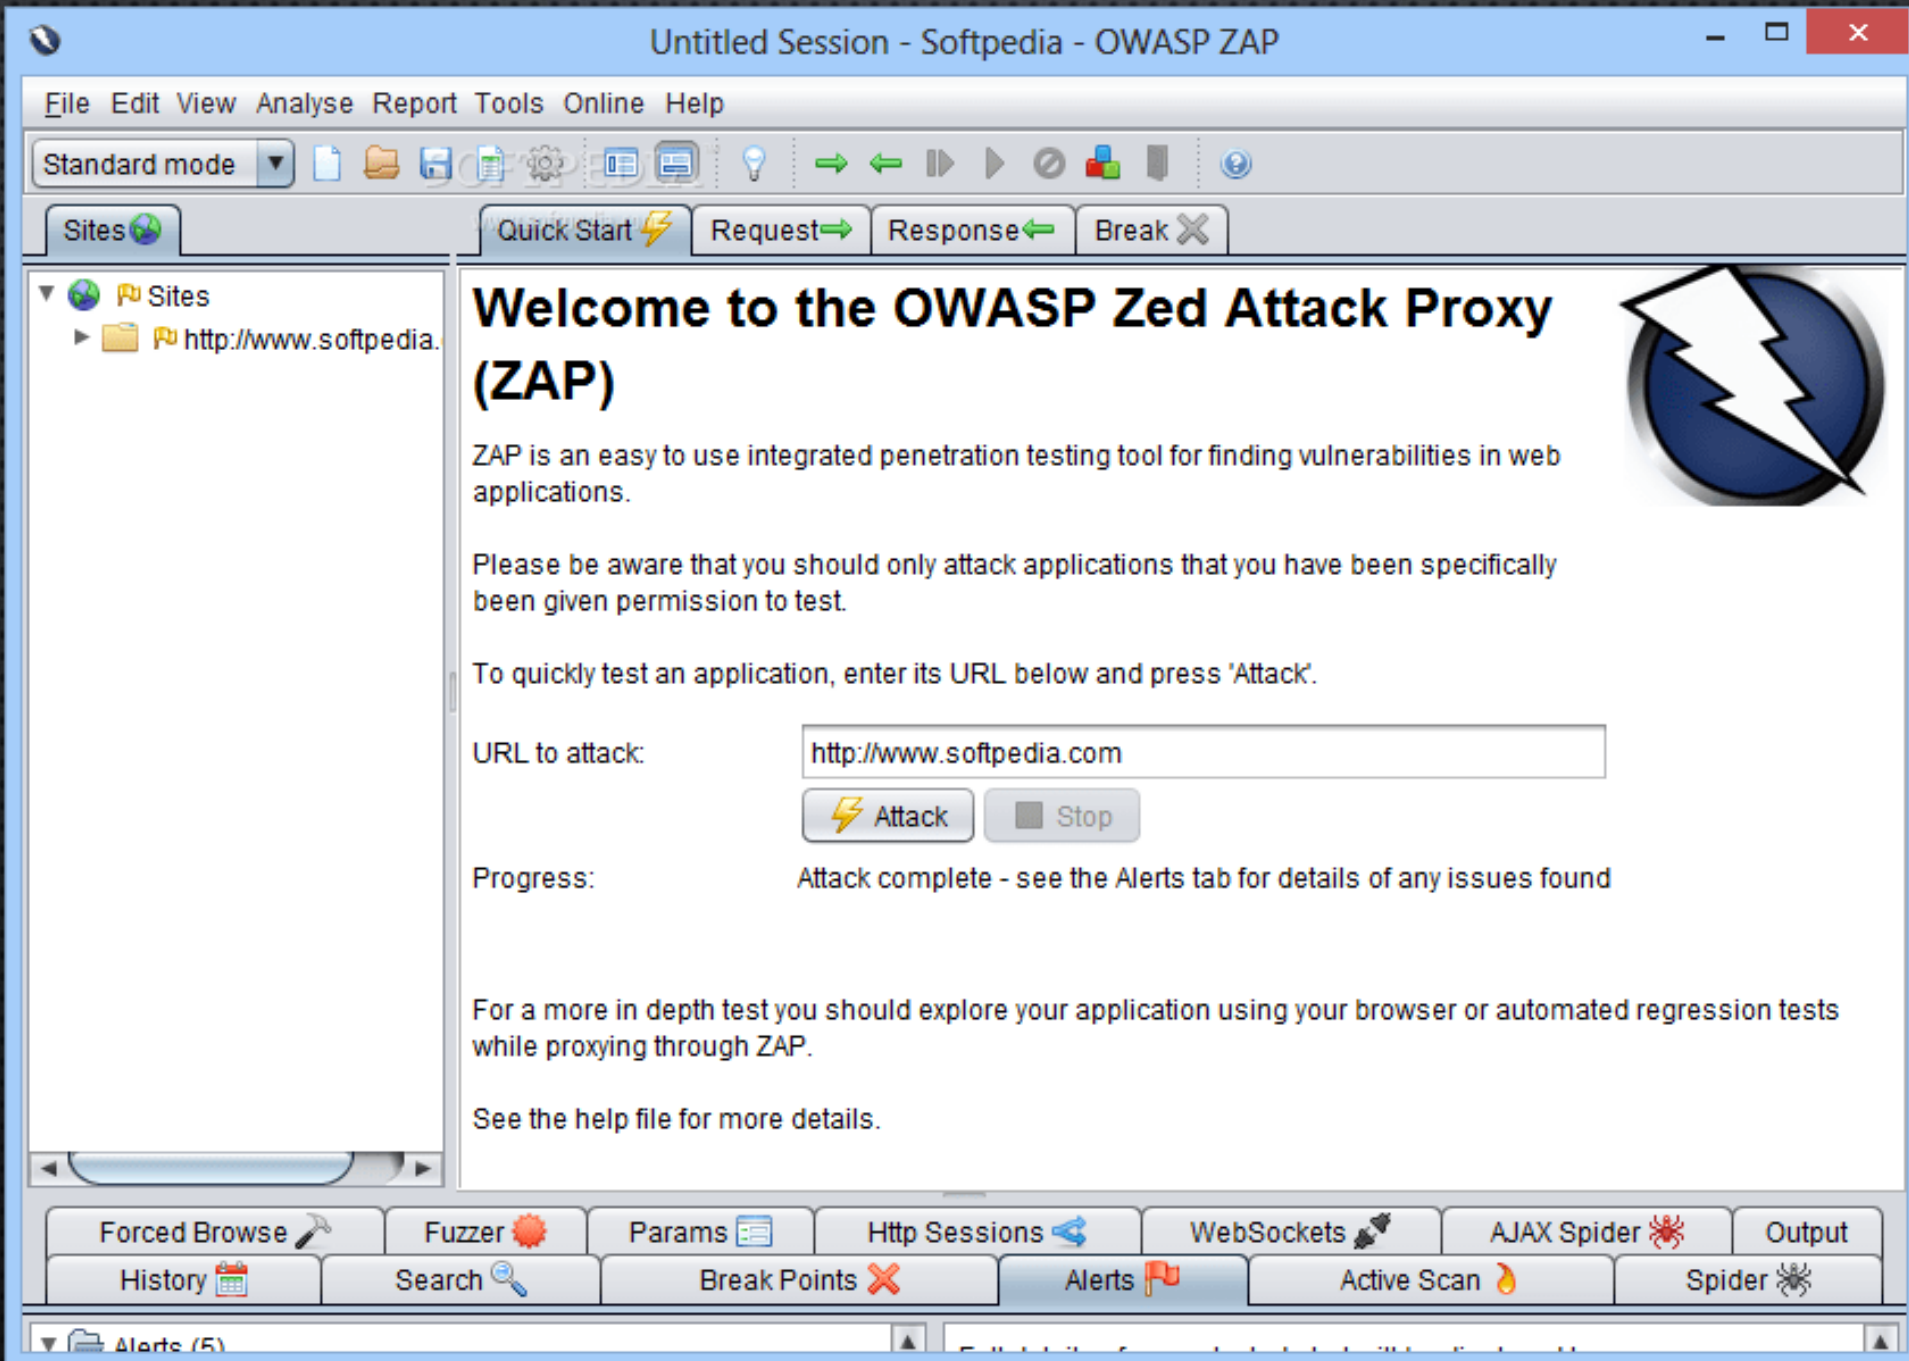 Untitled Session - Softpedia - OWASP ZAP
File Edit View Analyse Report Tools Online Help
Standard mode
SOFTPEDIA
www.softpedia.com
Sites
Quick Start
Request
Response
Break
Sites
http://www.softpedia.
Welcome to the OWASP Zed Attack Proxy
(ZAP)
ZAP is an easy to use integrated penetration testing tool for finding vulnerabilities in web
applications.
Please be aware that you should only attack applications that you have been specifically
been given permission to test.
To quickly test an application, enter its URL below and press 'Attack'.
URL to attack:
http://www.softpedia.com
Attack
Stop
Progress:
Attack complete - see the Alerts tab for details of any issues found
For a more in depth test you should explore your application using your browser or automated regression tests
while proxying through ZAP.
See the help file for more details.
Forced Browse
Fuzzer
Params
Http Sessions
WebSockets
AJAX Spider
Output
History
Search
Break Points
Alerts
Active Scan
Spider
Alerts (5)